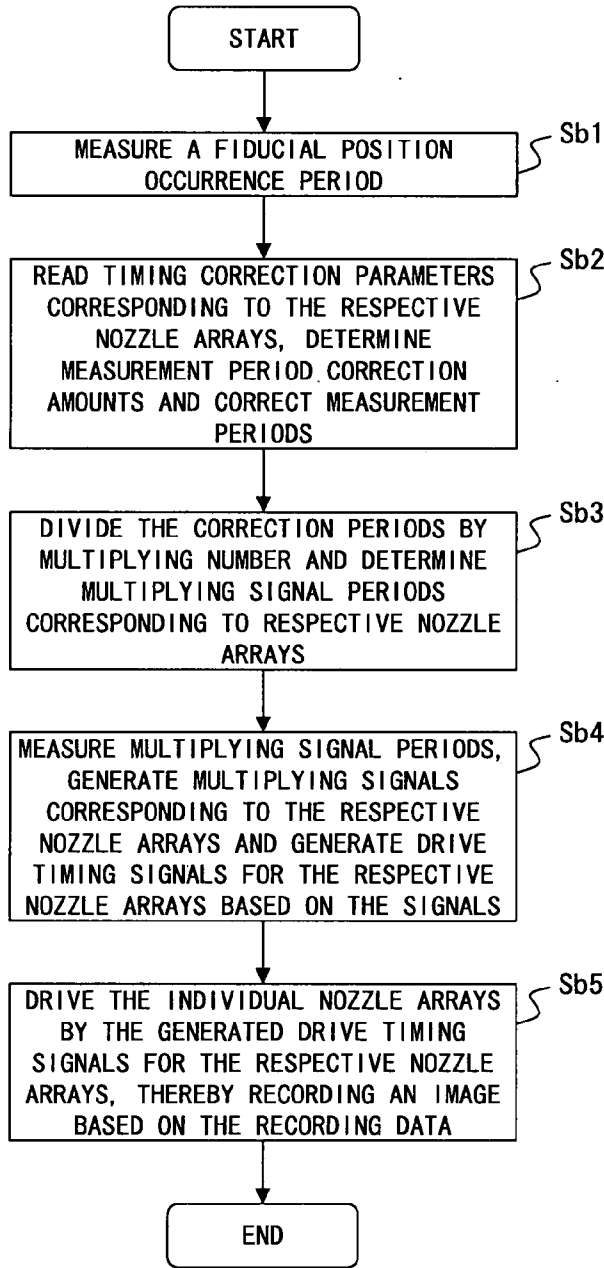 START
MEASURE A FIDUCIAL POSITION
OCCURRENCE PERIOD
Sb1
READ TIMING CORRECTION PARAMETERS
CORRESPONDING TO THE RESPECTIVE
NOZZLE ARRAYS, DETERMINE
MEASUREMENT PERIOD CORRECTION
AMOUNTS AND CORRECT MEASUREMENT
PERIODS
Sb2
DIVIDE THE CORRECTION PERIODS BY
MULTIPLYING NUMBER AND DETERMINE
MULTIPLYING SIGNAL PERIODS
CORRESPONDING TO RESPECTIVE NOZZLE
ARRAYS
Sb3
MEASURE MULTIPLYING SIGNAL PERIODS,
GENERATE MULTIPLYING SIGNALS
CORRESPONDING TO THE RESPECTIVE
NOZZLE ARRAYS AND GENERATE DRIVE
TIMING SIGNALS FOR THE RESPECTIVE
NOZZLE ARRAYS BASED ON THE SIGNALS
Sb4
DRIVE THE INDIVIDUAL NOZZLE ARRAYS
BY THE GENERATED DRIVE TIMING
SIGNALS FOR THE RESPECTIVE NOZZLE
ARRAYS, THEREBY RECORDING AN IMAGE
BASED ON THE RECORDING DATA
Sb5
END